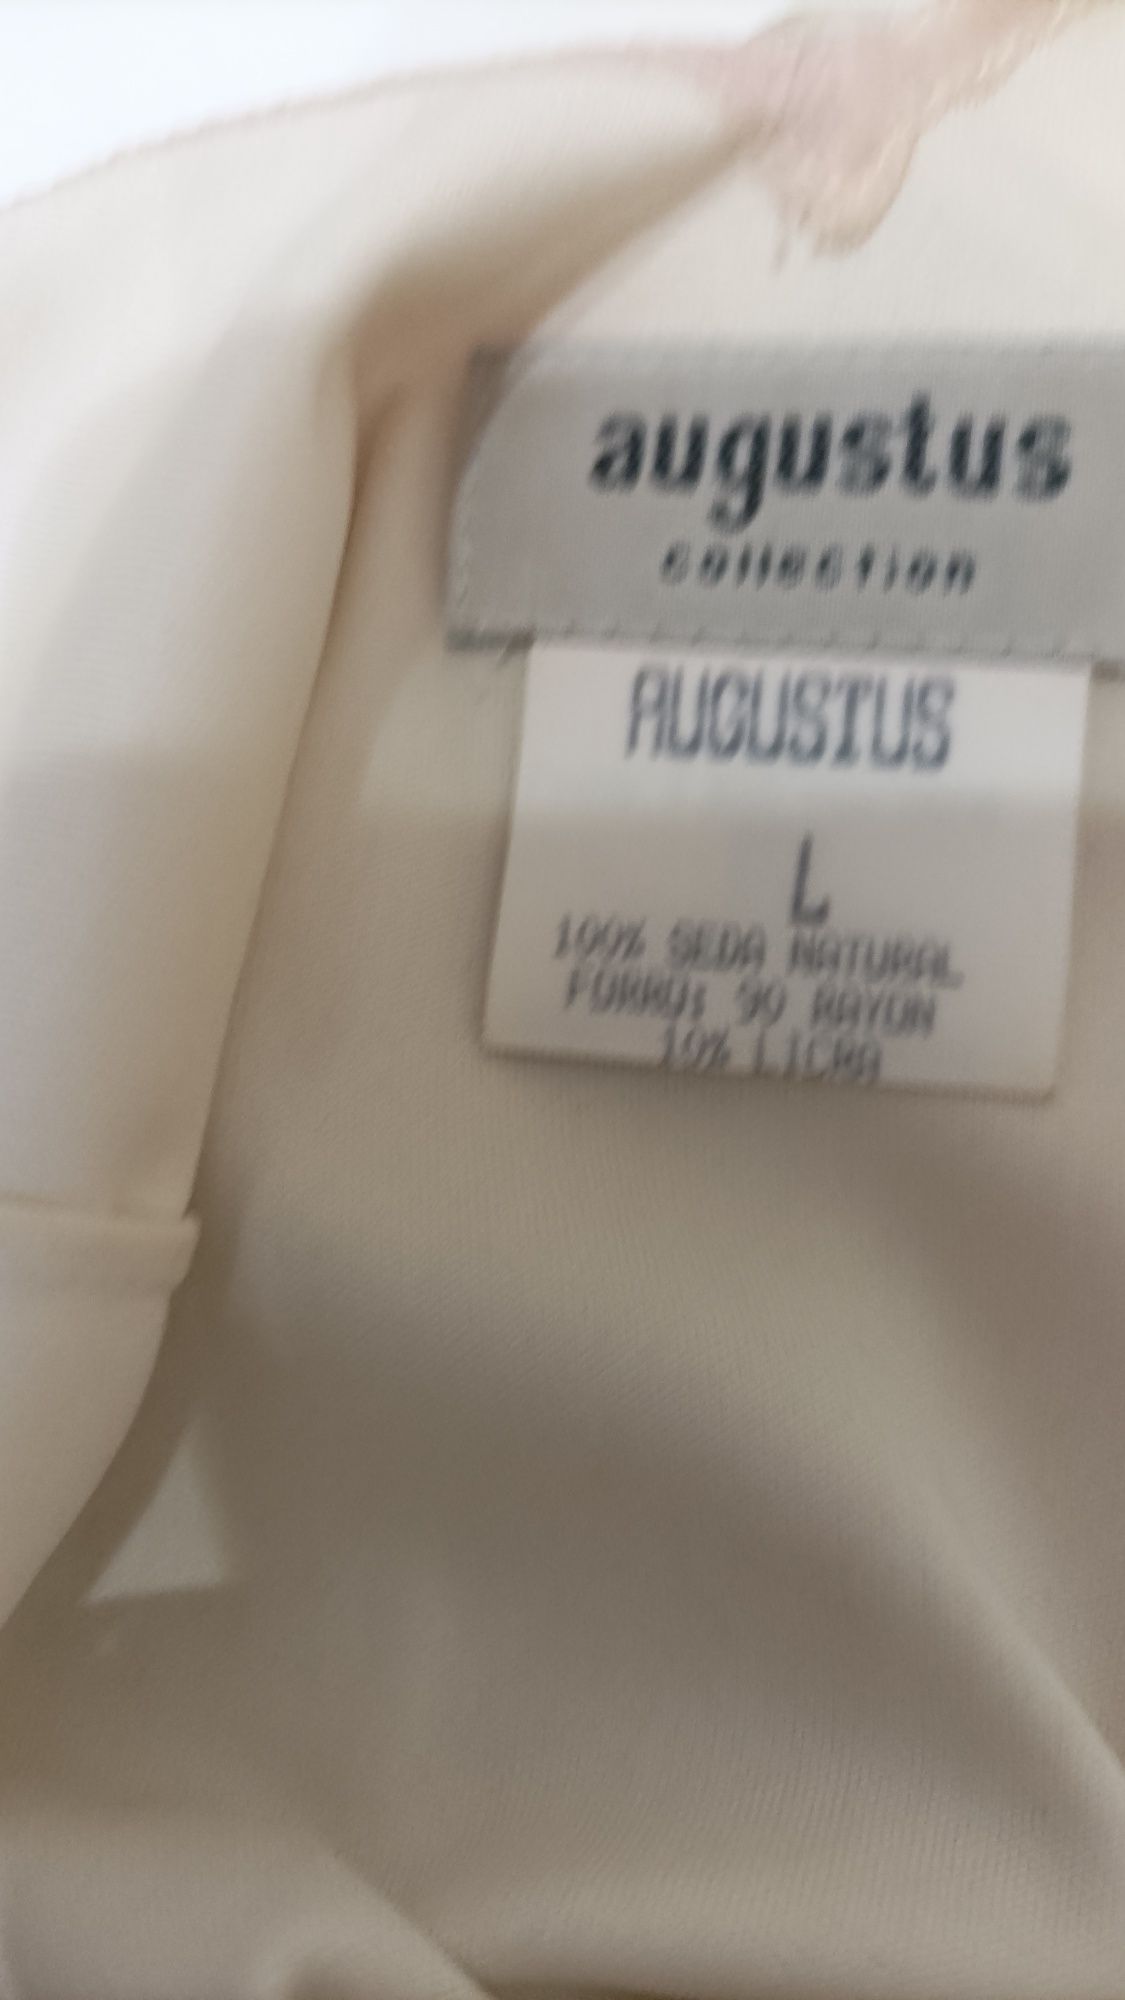 augustus
collection
AUGUSTUS
L
100% SEDA NATURAL
FORRO: 90 RAYON
10% LICRA